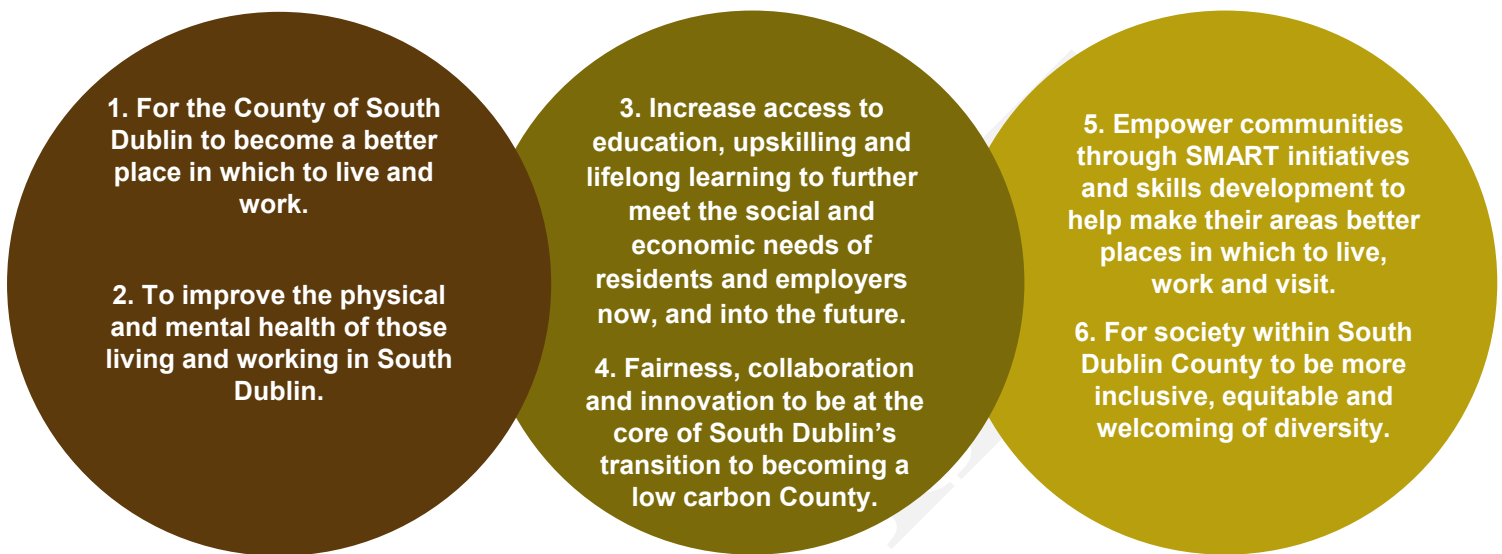 1. For the County of South
Dublin to become a better
place in which to live and
work.
2. To improve the physical
and mental health of those
living and working in South
Dublin.
3. Increase access to
education, upskilling and
lifelong learning to further
meet the social and
economic needs of
residents and employers
now, and into the future.
4. Fairness, collaboration
and innovation to be at the
core of South Dublin’s
transition to becoming a
low carbon County.
5. Empower communities
through SMART initiatives
and skills development to
help make their areas better
places in which to live,
work and visit.
6. For society within South
Dublin County to be more
inclusive, equitable and
welcoming of diversity.